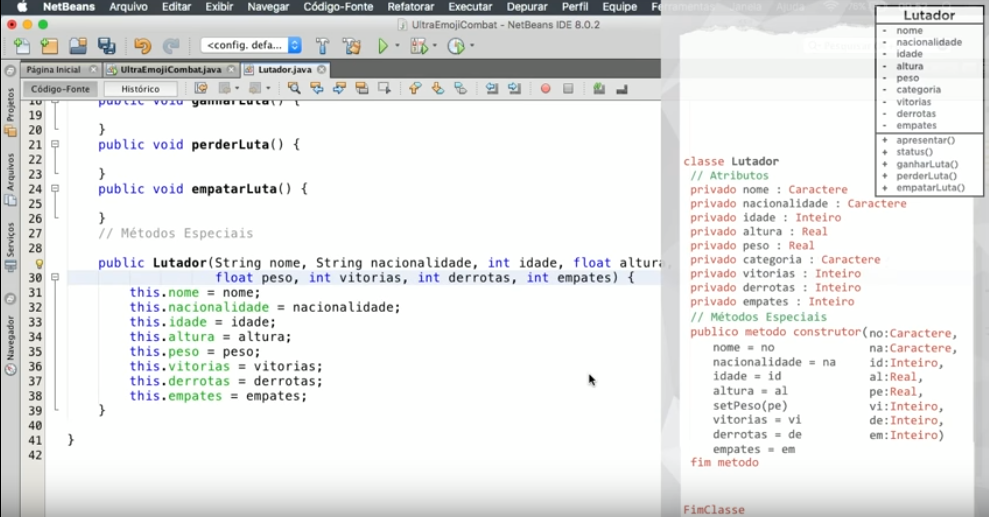 NetBeans Arquivo Editar Exibir Navegar Código-Fonte Refatorar Executar Depurar Perfil Equipe Ferramentas Janela Ajuda
UltraEmojiCombat - NetBeans IDE 8.0.2
<config. defa...
Página Inicial UltraEmojiCombat.java Lutador.java
Código-Fonte Histórico
Projetos
Arquivos
Serviços
Navegador
18 public void ganharLuta() {
19
20 }
21 public void perderLuta() {
22
23 }
24 public void empatarLuta() {
25
26 }
27 // Métodos Especiais
28
public Lutador(String nome, String nacionalidade, int idade, float altura,
30 float peso, int vitorias, int derrotas, int empates) {
31 this.nome = nome;
32 this.nacionalidade = nacionalidade;
33 this.idade = idade;
34 this.altura = altura;
35 this.peso = peso;
36 this.vitorias = vitorias;
37 this.derrotas = derrotas;
38 this.empates = empates;
39 }
40
41 }
42
Lutador
- nome
- nacionalidade
- idade
- altura
- peso
- categoria
- vitorias
- derrotas
- empates
+ apresentar()
+ status()
+ ganharLuta()
+ perderLuta()
+ empatarLuta()
classe Lutador
// Atributos
privado nome : Caractere
privado nacionalidade : Caractere
privado idade : Inteiro
privado altura : Real
privado peso : Real
privado categoria : Caractere
privado vitorias : Inteiro
privado derrotas : Inteiro
privado empates : Inteiro
// Métodos Especiais
publico metodo construtor(no:Caractere,
nome = no na:Caractere,
nacionalidade = na id:Inteiro,
idade = id al:Real,
altura = al pe:Real,
setPeso(pe) vi:Inteiro,
vitorias = vi de:Inteiro,
derrotas = de em:Inteiro)
empates = em
fim metodo
FimClasse